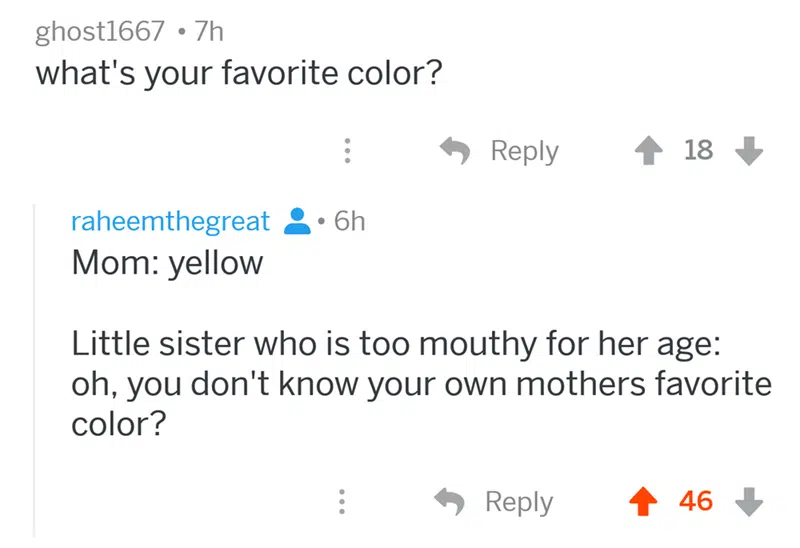 ghost1667 • 7h
what's your favorite color?
Reply 18
raheemthegreat • 6h
Mom: yellow
Little sister who is too mouthy for her age:
oh, you don't know your own mothers favorite
color?
Reply 46